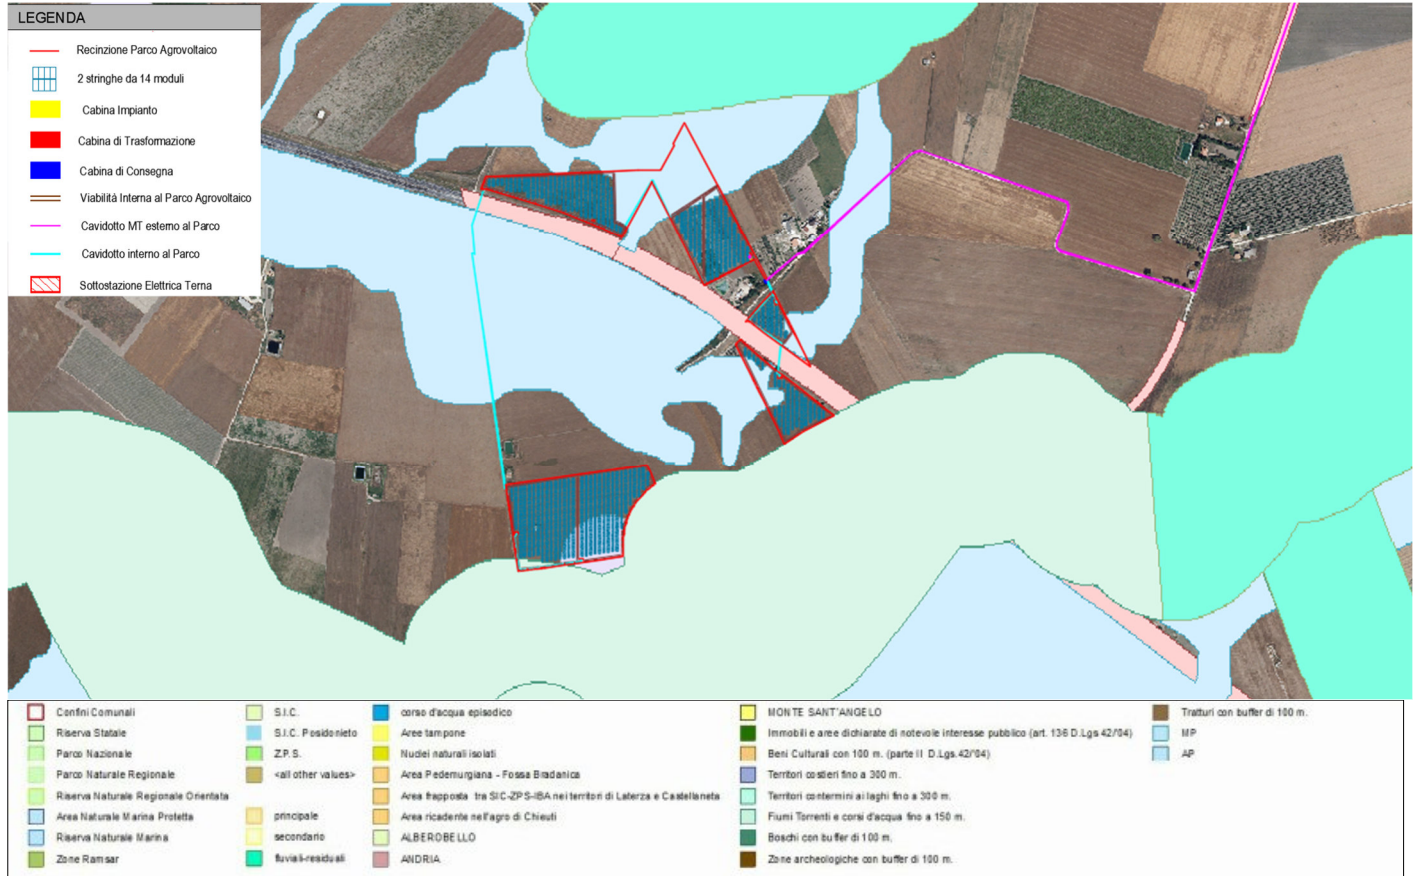 LEGENDA
Recinzione Parco Agrovoltaico
2 stringhe da 14 moduli
Cabina Impianto
Cabina di Trasformazione
Cabina di Consegna
Viabilità Interna al Parco Agrovoltaico
Cavidotto MT esterno al Parco
Cavidotto interno al Parco
Sottostazione Elettrica Terna
Confini Comunali
Riserva Statale
Parco Nazionale
Parco Naturale Regionale
Riserva Naturale Regionale Orientata
Area Naturale Marina Protetta
Riserva Naturale Marina
Zone Ramsar
S.I.C.
S.I.C. Posidonieto
Z.P.S.
<all other values>
principale
secondario
fluviali-residuali
corso d'acqua episodico
Aree tampone
Nuclei naturali isolati
Area Pedemurgiana - Fossa Bradanica
Area frapposta tra SIC-ZPS-IBA nei territori di Laterza e Castellaneta
Area ricadente nell'agro di Chieuti
ALBEROBELLO
ANDRIA
MONTE SANT'ANGELO
Immobili e aree dichiarate di notevole interesse pubblico (art. 136 D.Lgs 42/'04)
Beni Culturali con 100 m. (parte II D.Lgs.42/'04)
Territori costieri fino a 300 m.
Territori contermini ai laghi fino a 300 m.
Fiumi Torrenti e corsi d'acqua fino a 150 m.
Boschi con buffer di 100 m.
Zone archeologiche con buffer di 100 m.
Tratturi con buffer di 100 m.
MP
AP